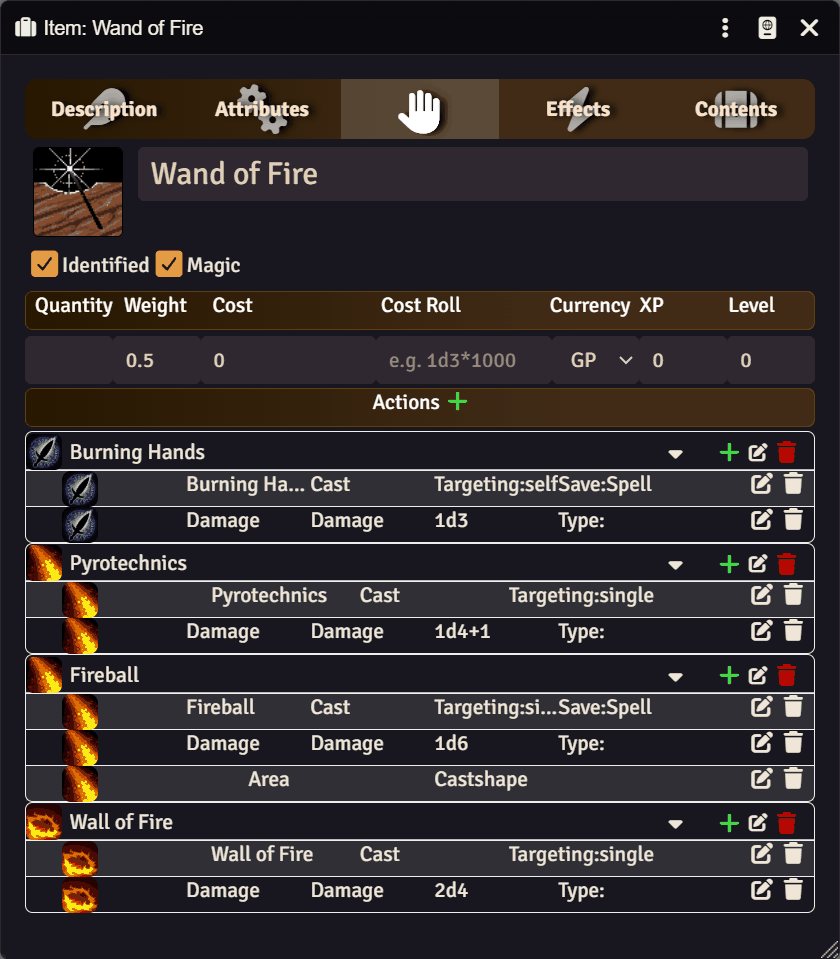 Item: Wand of Fire
Description Attributes Effects Contents
Wand of Fire
Identified Magic
Quantity Weight Cost Cost Roll Currency XP Level
0.5 0 e.g. 1d3*1000 GP 0 0
Actions
Burning Hands
Burning Ha... Cast Targeting:selfSave:Spell
Damage Damage 1d3 Type:
Pyrotechnics
Pyrotechnics Cast Targeting:single
Damage Damage 1d4+1 Type:
Fireball
Fireball Cast Targeting:si...Save:Spell
Damage Damage 1d6 Type:
Area Castshape
Wall of Fire
Wall of Fire Cast Targeting:single
Damage Damage 2d4 Type: